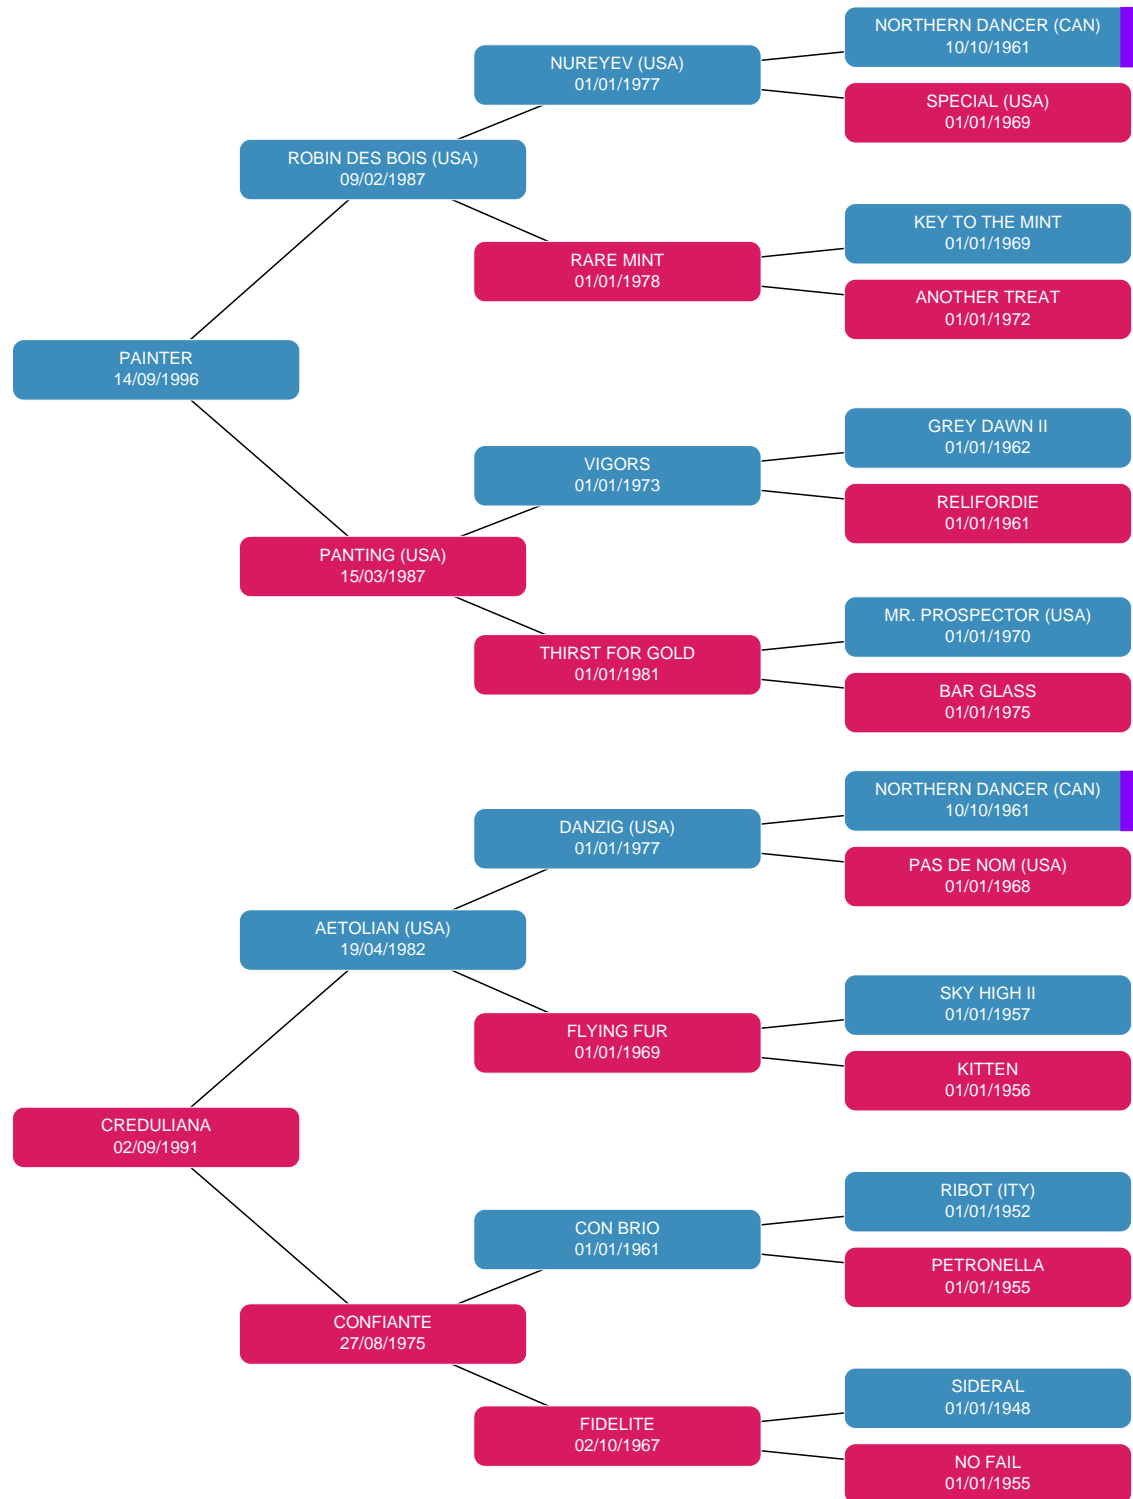 NORTHERN DANCER (CAN)
10/10/1961
NUREYEV (USA)
01/01/1977
SPECIAL (USA)
01/01/1969
ROBIN DES BOIS (USA)
09/02/1987
KEY TO THE MINT
01/01/1969
RARE MINT
01/01/1978
ANOTHER TREAT
01/01/1972
PAINTER
14/09/1996
GREY DAWN II
01/01/1962
VIGORS
01/01/1973
RELIFORDIE
01/01/1961
PANTING (USA)
15/03/1987
MR. PROSPECTOR (USA)
01/01/1970
THIRST FOR GOLD
01/01/1981
BAR GLASS
01/01/1975
NORTHERN DANCER (CAN)
10/10/1961
DANZIG (USA)
01/01/1977
PAS DE NOM (USA)
01/01/1968
AETOLIAN (USA)
19/04/1982
SKY HIGH II
01/01/1957
FLYING FUR
01/01/1969
KITTEN
01/01/1956
CREDULIANA
02/09/1991
RIBOT (ITY)
01/01/1952
CON BRIO
01/01/1961
PETRONELLA
01/01/1955
CONFIANTE
27/08/1975
SIDERAL
01/01/1948
FIDELITE
02/10/1967
NO FAIL
01/01/1955